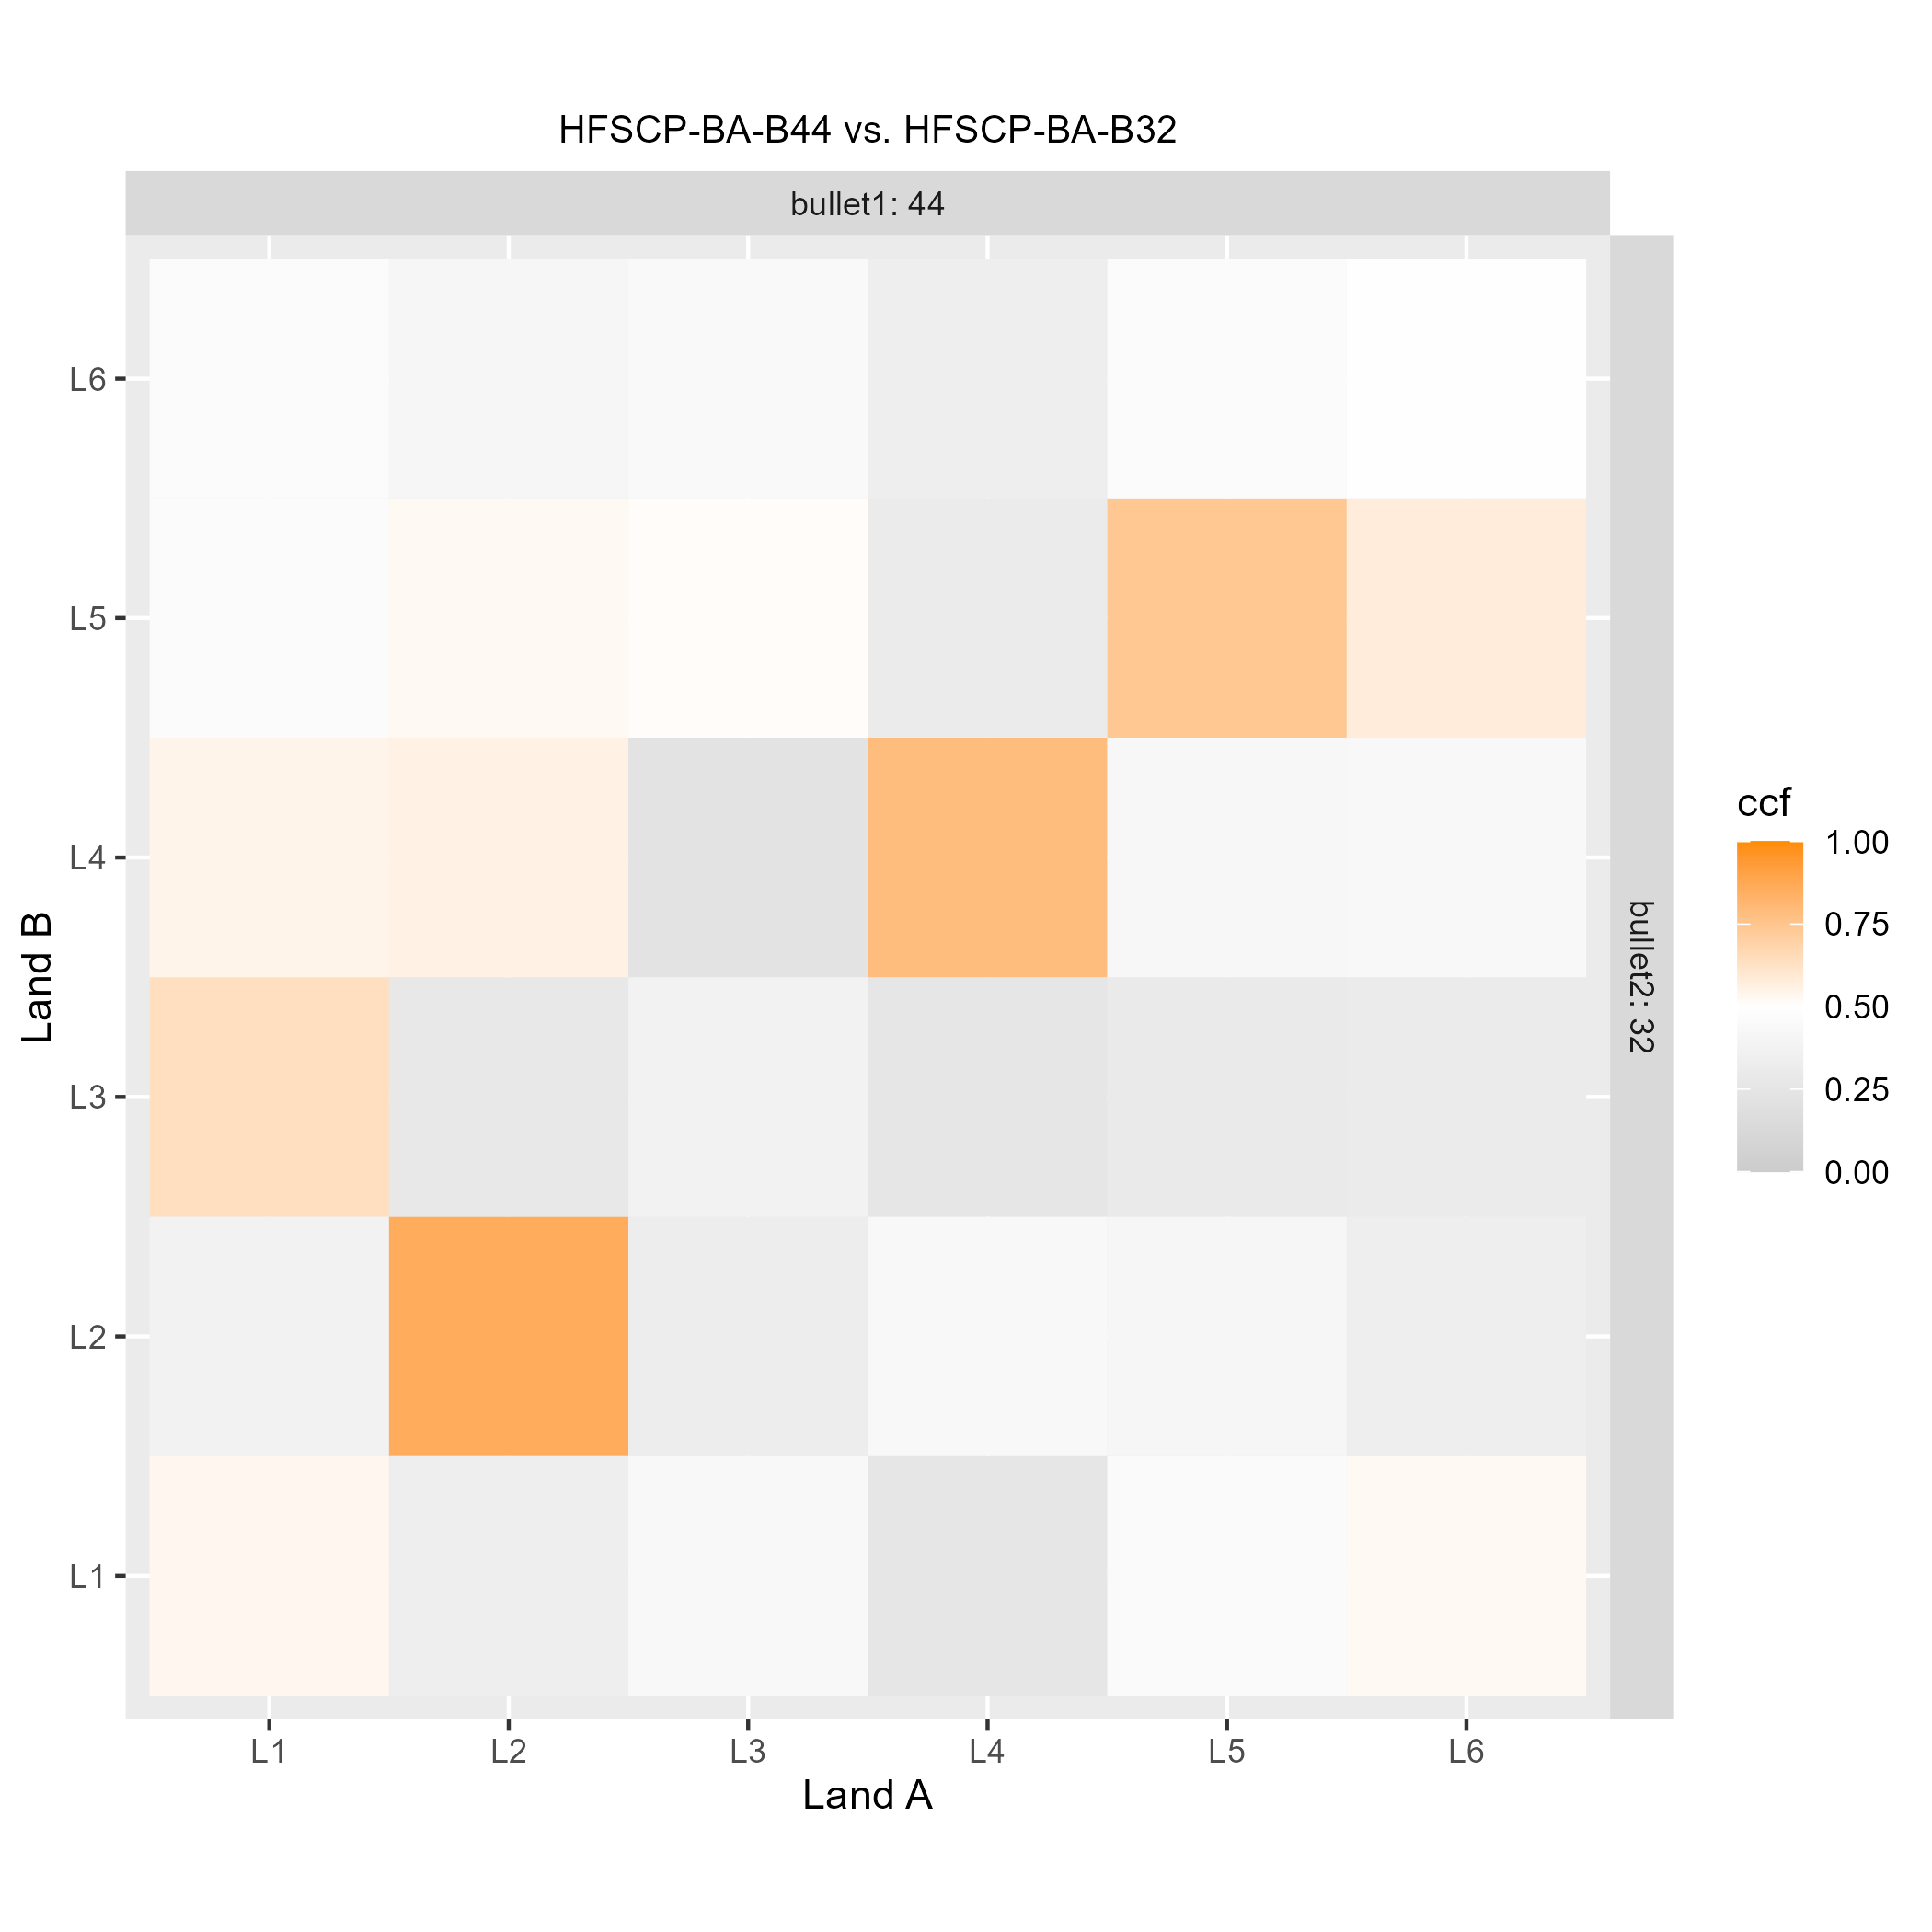 HFSCP-BA-B44 vs. HFSCP-BA-B32
bullet1: 44
L6
L5
L4
L3
L2
L1
Land B
bullet2: 32
L1 L2 L3 L4 L5 L6
Land A
ccf
1.00
0.75
0.50
0.25
0.00